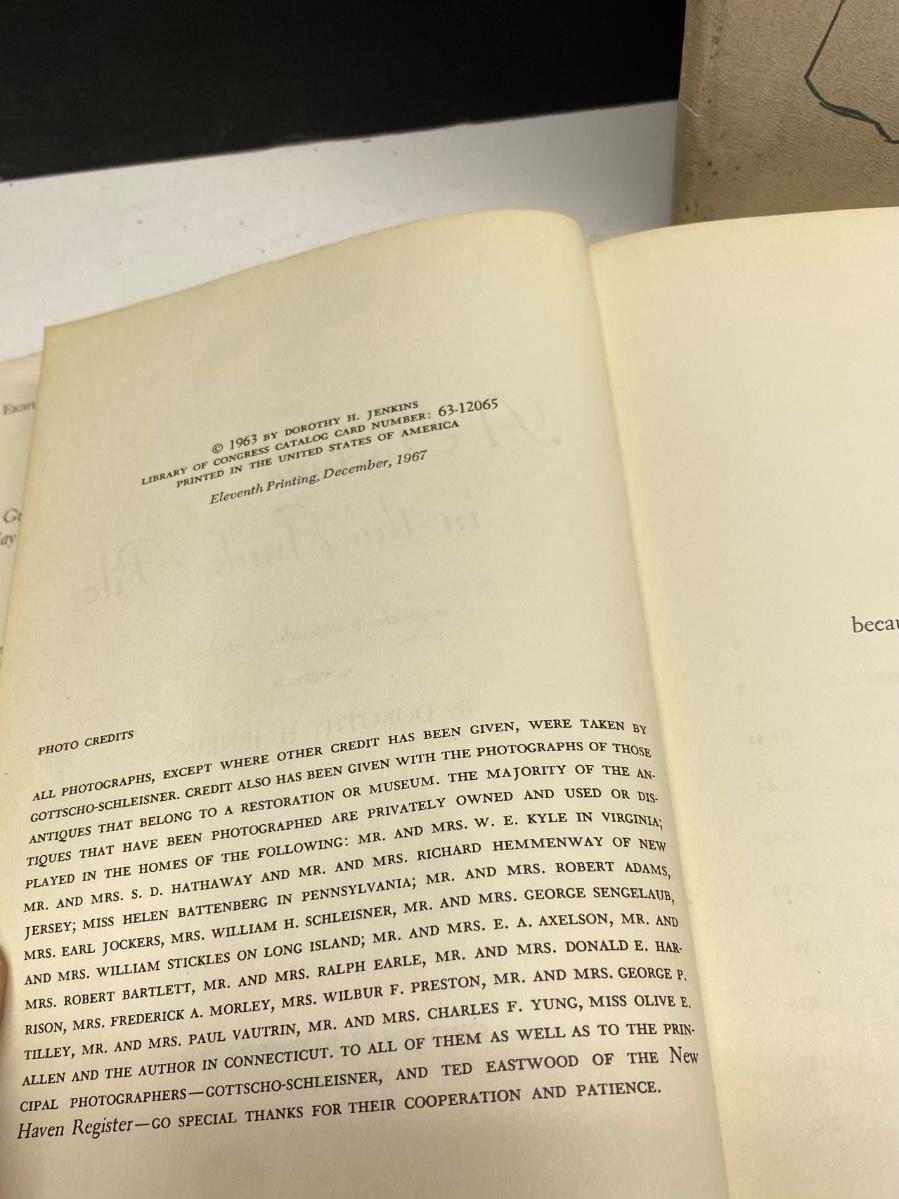 © 1963 BY DOROTHY H. JENKINS
LIBRARY OF CONGRESS CATALOG CARD NUMBER: 63-12065
PRINTED IN THE UNITED STATES OF AMERICA
Eleventh Printing, December, 1967
PHOTO CREDITS
ALL PHOTOGRAPHS, EXCEPT WHERE OTHER CREDIT HAS BEEN GIVEN, WERE TAKEN BY
GOTTSCHO-SCHLEISNER. CREDIT ALSO HAS BEEN GIVEN WITH THE PHOTOGRAPHS OF THOSE
ANTIQUES THAT BELONG TO A RESTORATION OR MUSEUM. THE MAJORITY OF THE AN-
TIQUES THAT HAVE BEEN PHOTOGRAPHED ARE PRIVATELY OWNED AND USED OR DIS-
PLAYED IN THE HOMES OF THE FOLLOWING: MR. AND MRS. W. E. KYLE IN VIRGINIA;
MR. AND MRS. S. D. HATHAWAY AND MR. AND MRS. RICHARD HEMMENWAY OF NEW
JERSEY; MISS HELEN BATTENBERG IN PENNSYLVANIA; MR. AND MRS. ROBERT ADAMS,
MRS. EARL JOCKERS, MRS. WILLIAM H. SCHLEISNER, MR. AND MRS. GEORGE SENGELAUB,
AND MRS. WILLIAM STICKLES ON LONG ISLAND; MR. AND MRS. E. A. AXELSON, MR. AND
MRS. ROBERT BARTLETT, MR. AND MRS. RALPH EARLE, MR. AND MRS. DONALD E. HAR-
RISON, MRS. FREDERICK A. MORLEY, MRS. WILBUR F. PRESTON, MR. AND MRS. GEORGE P.
TILLEY, MR. AND MRS. PAUL VAUTRIN, MR. AND MRS. CHARLES F. YUNG, MISS OLIVE E.
ALLEN AND THE AUTHOR IN CONNECTICUT. TO ALL OF THEM AS WELL AS TO THE PRIN-
CIPAL PHOTOGRAPHERS—GOTTSCHO-SCHLEISNER, AND TED EASTWOOD OF THE New
Haven Register—GO SPECIAL THANKS FOR THEIR COOPERATION AND PATIENCE.
becau